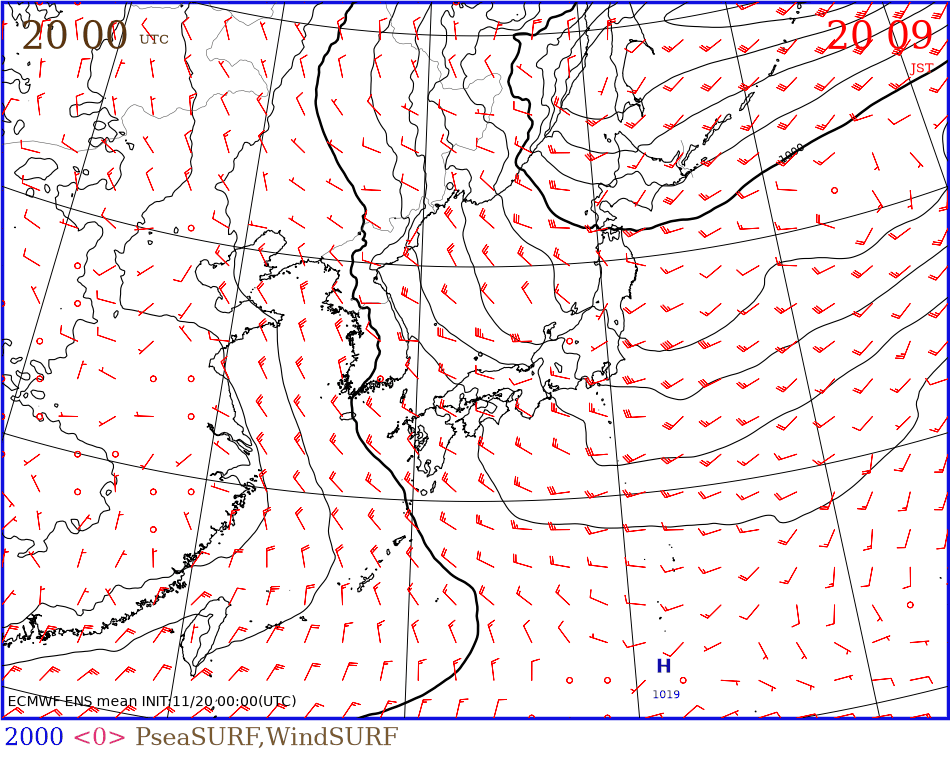 20 00 UTC
20 09
JST
1000
H
1019
ECMWF ENS mean INIT:11/20 00:00(UTC)
2000 <0> PseaSURF,WindSURF